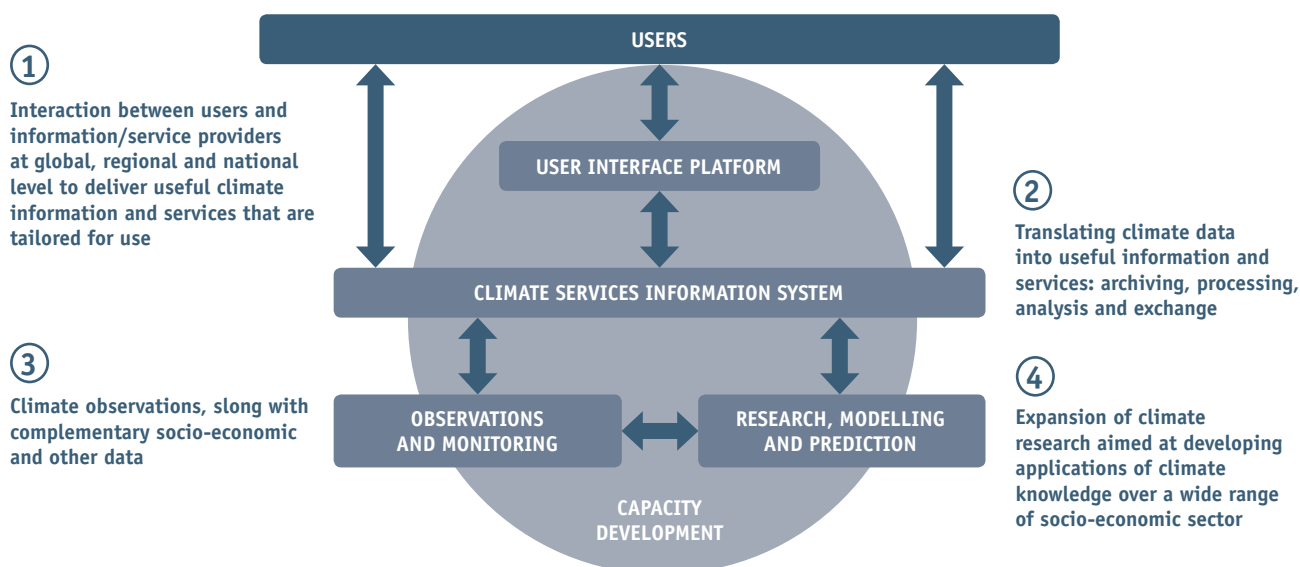 USERS
1
Interaction between users and
information/service providers
at global, regional and national
level to deliver useful climate
information and services that are
tailored for use
USER INTERFACE PLATFORM
2
Translating climate data
into useful information and
services: archiving, processing,
analysis and exchange
CLIMATE SERVICES INFORMATION SYSTEM
3
Climate observations, slong with
complementary socio-economic
and other data
OBSERVATIONS
AND MONITORING
RESEARCH, MODELLING
AND PREDICTION
4
Expansion of climate
research aimed at developing
applications of climate
knowledge over a wide range
of socio-economic sector
CAPACITY
DEVELOPMENT